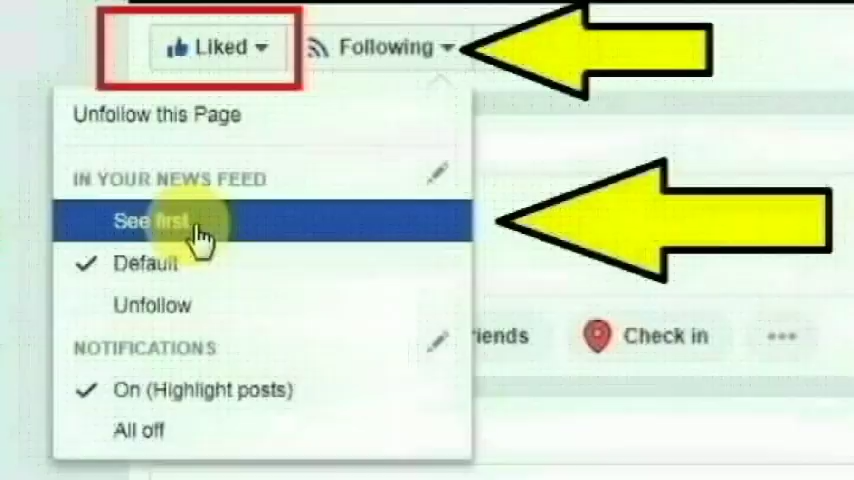 Liked Following
Unfollow this Page
IN YOUR NEWS FEED
See first
Default
Unfollow
NOTIFICATIONS
riends Check in
On (Highlight posts)
All off